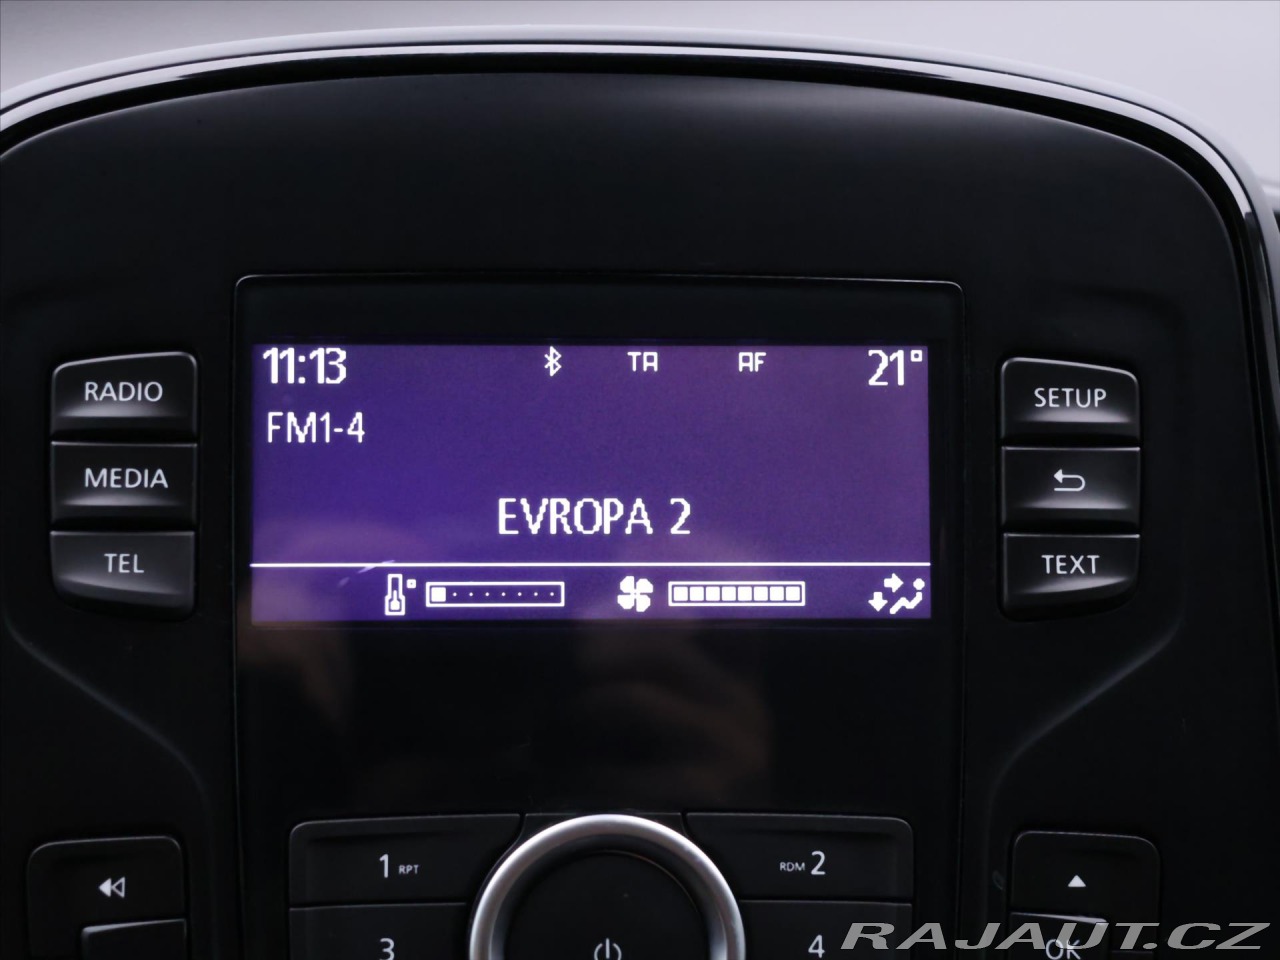 11:13 TA AF 21°
FM1-4
EVROPA 2
RADIO
MEDIA
TEL
SETUP
TEXT
1 RPT
RDM 2
3
4
OK
RAJAUT.CZ